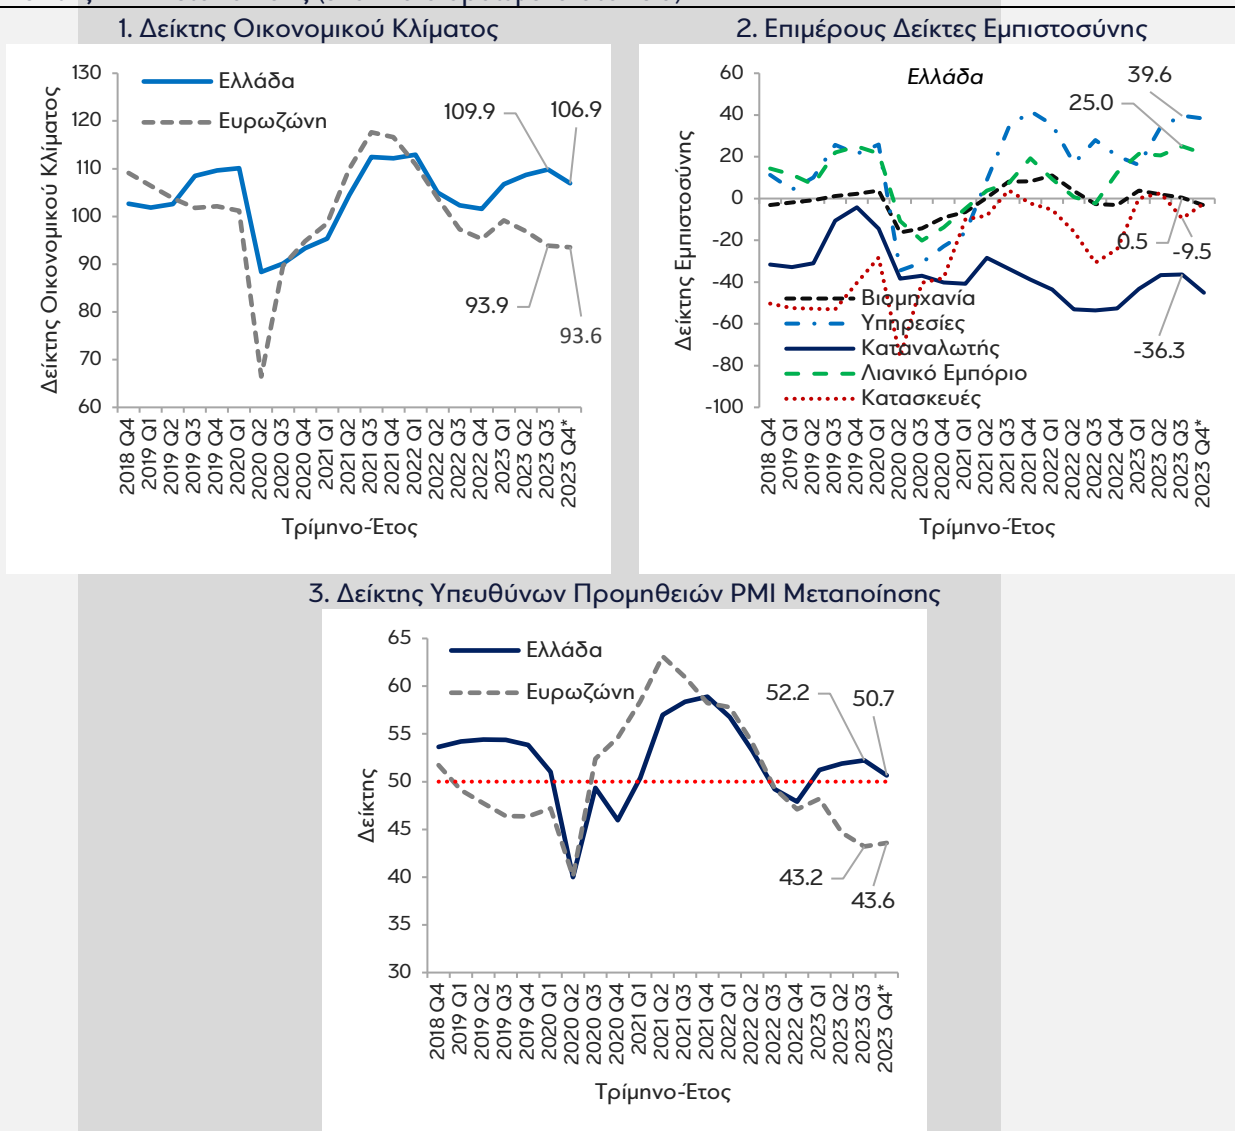 1. Δείκτης Οικονομικού Κλίματος
130
120
110
100
90
80
70
60
Δείκτης Οικονομικού Κλίματος
Ελλάδα
Ευρωζώνη
109.9
106.9
93.9
93.6
2018 Q4
2019 Q1
2019 Q2
2019 Q3
2019 Q4
2020 Q1
2020 Q2
2020 Q3
2020 Q4
2021 Q1
2021 Q2
2021 Q3
2021 Q4
2022 Q1
2022 Q2
2022 Q3
2022 Q4
2023 Q1
2023 Q2
2023 Q3
2023 Q4*
Τρίμηνο-Έτος
2. Επιμέρους Δείκτες Εμπιστοσύνης
60
40
20
0
-20
-40
-60
-80
-100
Δείκτης Εμπιστοσύνης
Ελλάδα
39.6
25.0
0.5
-9.5
-36.3
Βιομηχανία
Υπηρεσίες
Καταναλωτής
Λιανικό Εμπόριο
Κατασκευές
2018 Q4
2019 Q1
2019 Q2
2019 Q3
2019 Q4
2020 Q1
2020 Q2
2020 Q3
2020 Q4
2021 Q1
2021 Q2
2021 Q3
2021 Q4
2022 Q1
2022 Q2
2022 Q3
2022 Q4
2023 Q1
2023 Q2
2023 Q3
2023 Q4*
Τρίμηνο-Έτος
3. Δείκτης Υπευθύνων Προμηθειών PMI Μεταποίησης
65
60
55
50
45
40
35
30
Δείκτης
Ελλάδα
Ευρωζώνη
52.2
50.7
43.2
43.6
2018 Q4
2019 Q1
2019 Q2
2019 Q3
2019 Q4
2020 Q1
2020 Q2
2020 Q3
2020 Q4
2021 Q1
2021 Q2
2021 Q3
2021 Q4
2022 Q1
2022 Q2
2022 Q3
2022 Q4
2023 Q1
2023 Q2
2023 Q3
2023 Q4*
Τρίμηνο-Έτος